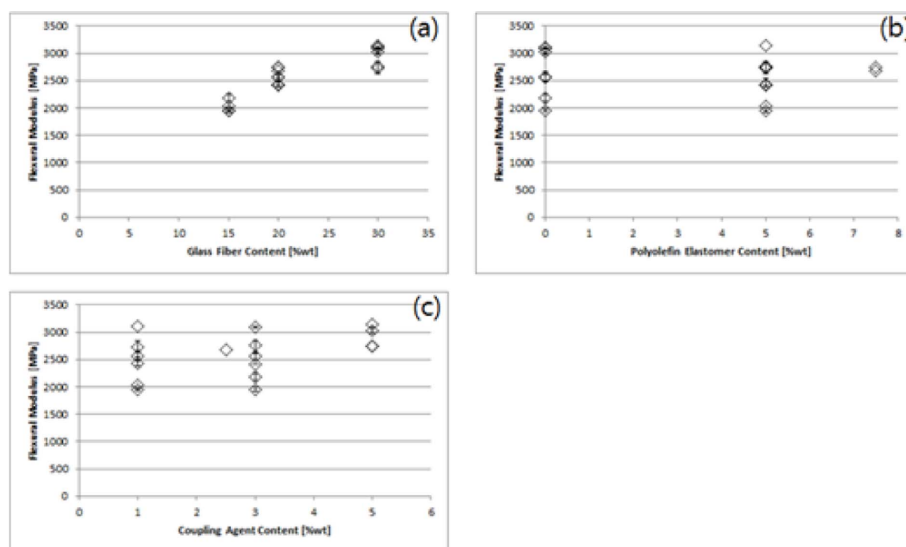 (a)
3500
3000
2500
2000
1500
1000
500
0
Flexural Modulus [MPa]
0 5 10 15 20 25 30 35
Glass Fiber Content [%wt]
(b)
3500
3000
2500
2000
1500
1000
500
0
Flexural Modulus [MPa]
0 1 2 3 4 5 6 7 8
Polyolefin Elastomer Content [%wt]
(c)
3500
3000
2500
2000
1500
1000
500
0
Flexural Modulus [MPa]
0 1 2 3 4 5 6
Coupling Agent Content [%wt]